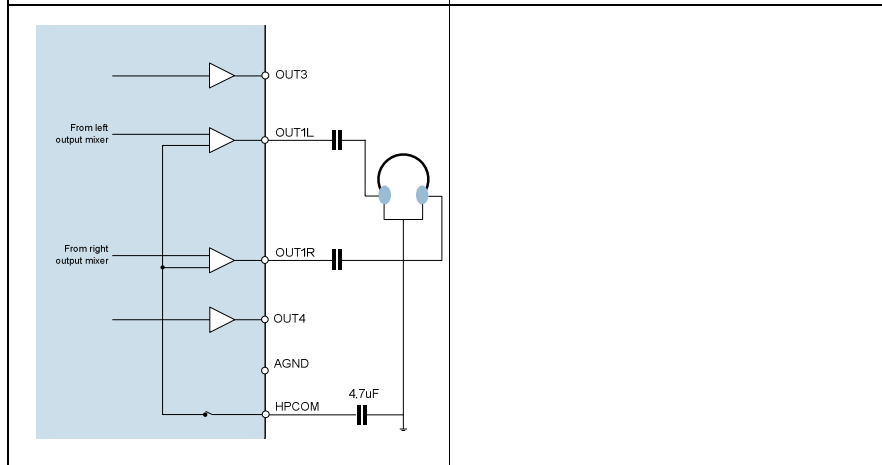 OUT3
From left
output mixer
OUT1L
From right
output mixer
OUT1R
OUT4
AGND
4.7uF
HPCOM